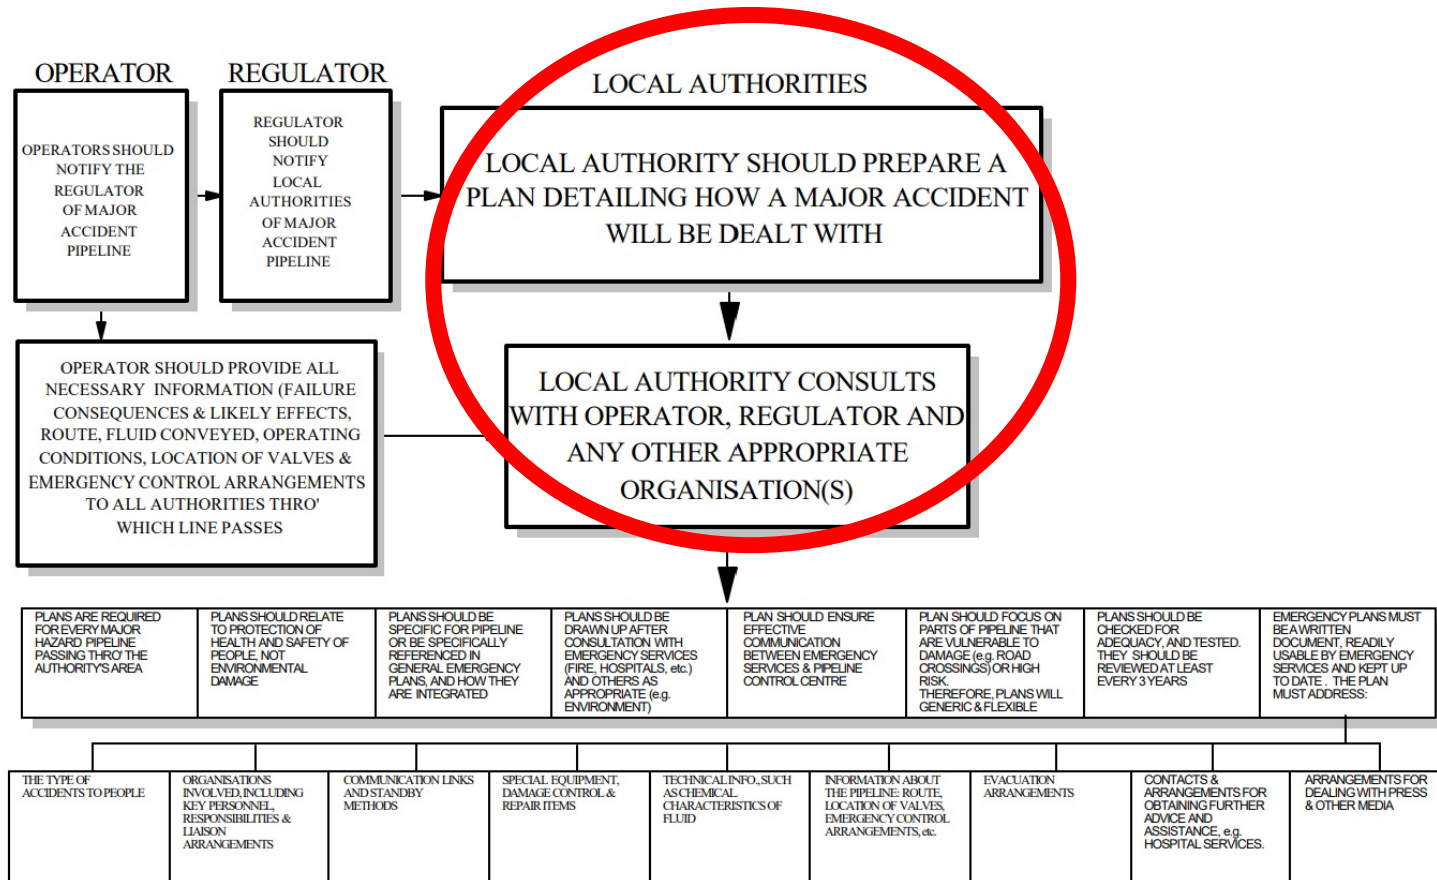 OPERATOR
OPERATORS SHOULD
NOTIFY THE
REGULATOR
OF MAJOR
ACCIDENT
PIPELINE
REGULATOR
REGULATOR
SHOULD
NOTIFY
LOCAL
AUTHORITIES
OF MAJOR
ACCIDENT
PIPELINE
LOCAL AUTHORITIES
LOCAL AUTHORITY SHOULD PREPARE A
PLAN DETAILING HOW A MAJOR ACCIDENT
WILL BE DEALT WITH
OPERATOR SHOULD PROVIDE ALL
NECESSARY INFORMATION (FAILURE
CONSEQUENCES & LIKELY EFFECTS,
ROUTE, FLUID CONVEYED, OPERATING
CONDITIONS, LOCATION OF VALVES &
EMERGENCY CONTROL ARRANGEMENTS
TO ALL AUTHORITIES THRO'
WHICH LINE PASSES
LOCAL AUTHORITY CONSULTS
WITH OPERATOR, REGULATOR AND
ANY OTHER APPROPRIATE
ORGANISATION(S)
PLANS ARE REQUIRED
FOR EVERY MAJOR
HAZARD PIPELINE
PASSING THRO' THE
AUTHORITY'S AREA
PLANS SHOULD RELATE
TO PROTECTION OF
HEALTH AND SAFETY OF
PEOPLE, NOT
ENVIRONMENTAL
DAMAGE
PLANS SHOULD BE
SPECIFIC FOR PIPELINE
OR BE SPECIFICALLY
REFERENCED IN
GENERAL EMERGENCY
PLANS, AND HOW THEY
ARE INTEGRATED
PLANS SHOULD BE
DRAWN UP AFTER
CONSULTATION WITH
EMERGENCY SERVICES
(FIRE, HOSPITALS, etc.)
AND OTHERS AS
APPROPRIATE (e.g.
ENVIRONMENT)
PLAN SHOULD ENSURE
EFFECTIVE
COMMUNICATION
BETWEEN EMERGENCY
SERVICES & PIPELINE
CONTROL CENTRE
PLAN SHOULD FOCUS ON
PARTS OF PIPELINE THAT
ARE VULNERABLE TO
DAMAGE (e.g. ROAD
CROSSINGS) OR HIGH
RISK.
THEREFORE, PLANS WILL
GENERIC & FLEXIBLE
PLANS SHOULD BE
CHECKED FOR
ADEQUACY, AND TESTED.
THEY SHOULD BE
REVIEWED AT LEAST
EVERY 3 YEARS
EMERGENCY PLANS MUST
BE A WRITTEN
DOCUMENT, READILY
USABLE BY EMERGENCY
SERVICES AND KEPT UP
TO DATE . THE PLAN
MUST ADDRESS:
THE TYPE OF
ACCIDENTS TO PEOPLE
ORGANISATIONS
INVOLVED, INCLUDING
KEY PERSONNEL,
RESPONSIBILITIES &
LIAISON
ARRANGEMENTS
COMMUNICATION LINKS
AND STANDBY
METHODS
SPECIAL EQUIPMENT,
DAMAGE CONTROL &
REPAIR ITEMS
TECHNICAL INFO., SUCH
AS CHEMICAL
CHARACTERISTICS OF
FLUID
INFORMATION ABOUT
THE PIPELINE: ROUTE,
LOCATION OF VALVES,
EMERGENCY CONTROL
ARRANGEMENTS, etc.
EVACUATION
ARRANGEMENTS
CONTACTS &
ARRANGEMENTS FOR
OBTAINING FURTHER
ADVICE AND
ASSISTANCE, e.g.
HOSPITAL SERVICES.
ARRANGEMENTS FOR
DEALING WITH PRESS
& OTHER MEDIA